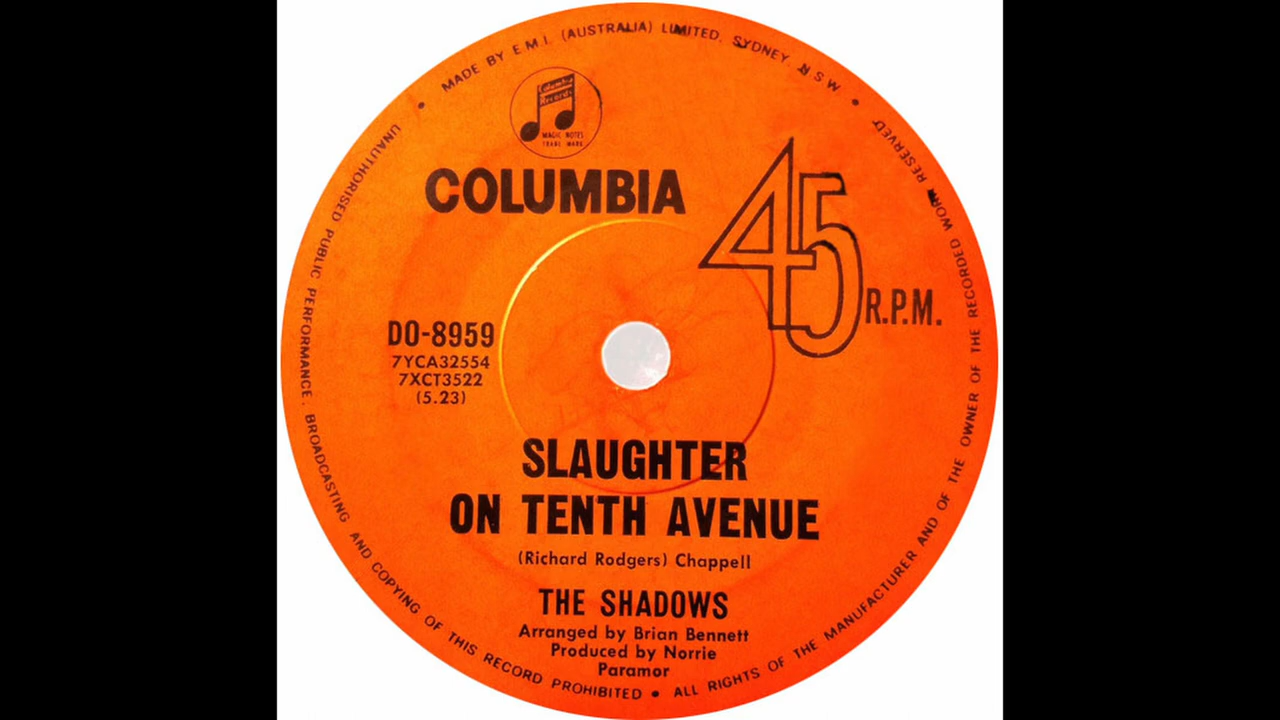 MADE BY E.M.I. (AUSTRALIA) LIMITED, SYDNEY, N.S.W.
Columbia
Records
MAGIC NOTES
TRADE MARK
COLUMBIA
45
R.P.M.
DO-8959
7YCA32554
7XCT3522
(5.23)
SLAUGHTER
ON TENTH AVENUE
(Richard Rodgers) Chappell
THE SHADOWS
Arranged by Brian Bennett
Produced by Norrie
Paramor
UNAUTHORISED PUBLIC PERFORMANCE, BROADCASTING AND COPYING OF THIS RECORD PROHIBITED • ALL RIGHTS OF THE MANUFACTURER AND OF THE OWNER OF THE RECORDED WORK RESERVED